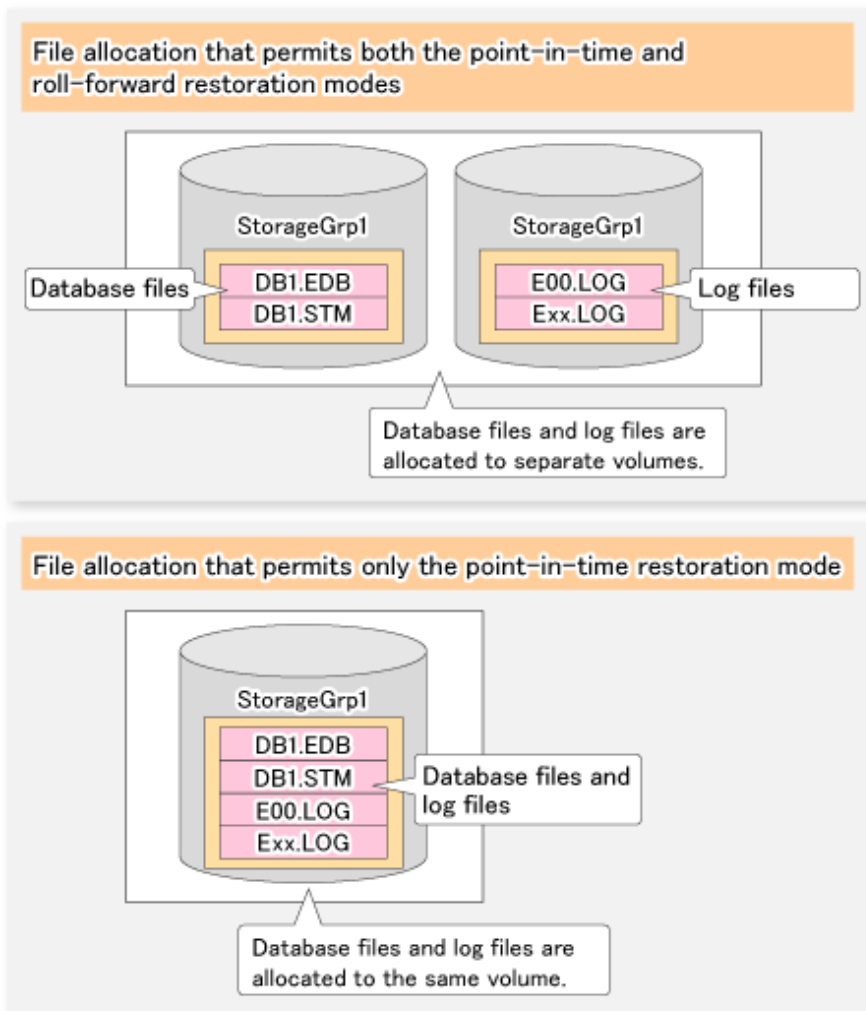 File allocation that permits both the point-in-time and
roll-forward restoration modes
StorageGrp1
StorageGrp1
Database files
DB1.EDB
DB1.STM
E00.LOG
Exx.LOG
Log files
Database files and log files are
allocated to separate volumes.
File allocation that permits only the point-in-time restoration mode
StorageGrp1
DB1.EDB
DB1.STM
E00.LOG
Exx.LOG
Database files and
log files
Database files and log files are
allocated to the same volume.